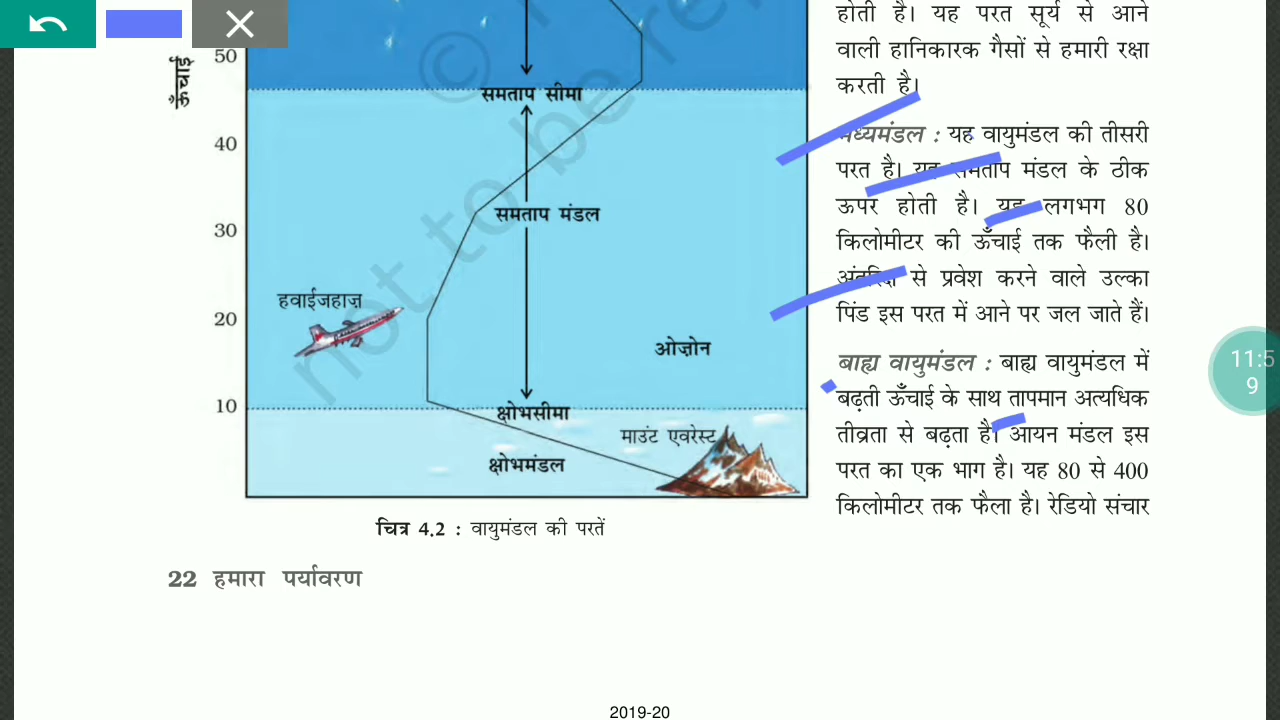 50
ऊँचाई
40
30
20
10
समताप सीमा
समताप मंडल
हवाईजहाज़
ओज़ोन
क्षोभसीमा
माउंट एवरेस्ट
क्षोभमंडल
© not to be re
चित्र 4.2 : वायुमंडल की परतें
22 हमारा पर्यावरण
होती है। यह परत सूर्य से आने
वाली हानिकारक गैसों से हमारी रक्षा
करती है।
मध्यमंडल : यह वायुमंडल की तीसरी
परत है। यह समताप मंडल के ठीक
ऊपर होती है। यह लगभग 80
किलोमीटर की ऊँचाई तक फैली है।
अंतरिक्ष से प्रवेश करने वाले उल्का
पिंड इस परत में आने पर जल जाते हैं।
बाह्य वायुमंडल : बाह्य वायुमंडल में
बढ़ती ऊँचाई के साथ तापमान अत्यधिक
तीव्रता से बढ़ता है। आयन मंडल इस
परत का एक भाग है। यह 80 से 400
किलोमीटर तक फैला है। रेडियो संचार
11:5
9
2019-20